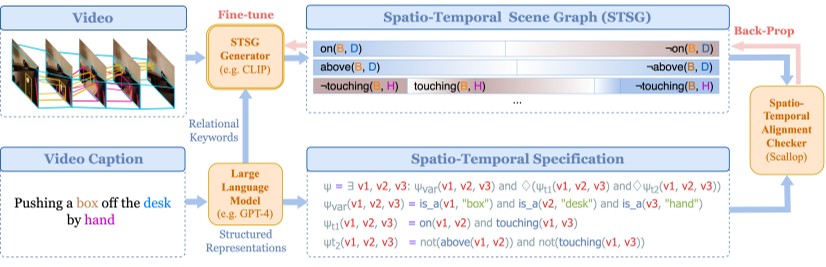 Video
Fine-tune
STSG
Generator
(e.g. CLIP)
Spatio-Temporal Scene Graph (STSG)
on(B, D)
¬on(B, D)
above(B, D)
¬above(B, D)
¬touching(B, H)
touching(B, H)
¬touching(B, H)
...
Back-Prop
Relational
Keywords
Spatio-
Temporal
Alignment
Checker
(Scallop)
Video Caption
Pushing a box off the desk
by hand
Large
Language
Model
(e.g. GPT-4)
Structured
Representations
Spatio-Temporal Specification
ψ = ∃ v1, v2, v3: ψvar(v1, v2, v3) and ◇(ψt1(v1, v2, v3) and◇ψt2(v1, v2, v3))
ψvar(v1, v2, v3) = is_a(v1, "box") and is_a(v2, "desk") and is_a(v3, "hand")
ψt1(v1, v2, v3) = on(v1, v2) and touching(v1, v3)
ψt2(v1, v2, v3) = not(above(v1, v2)) and not(touching(v1, v3))